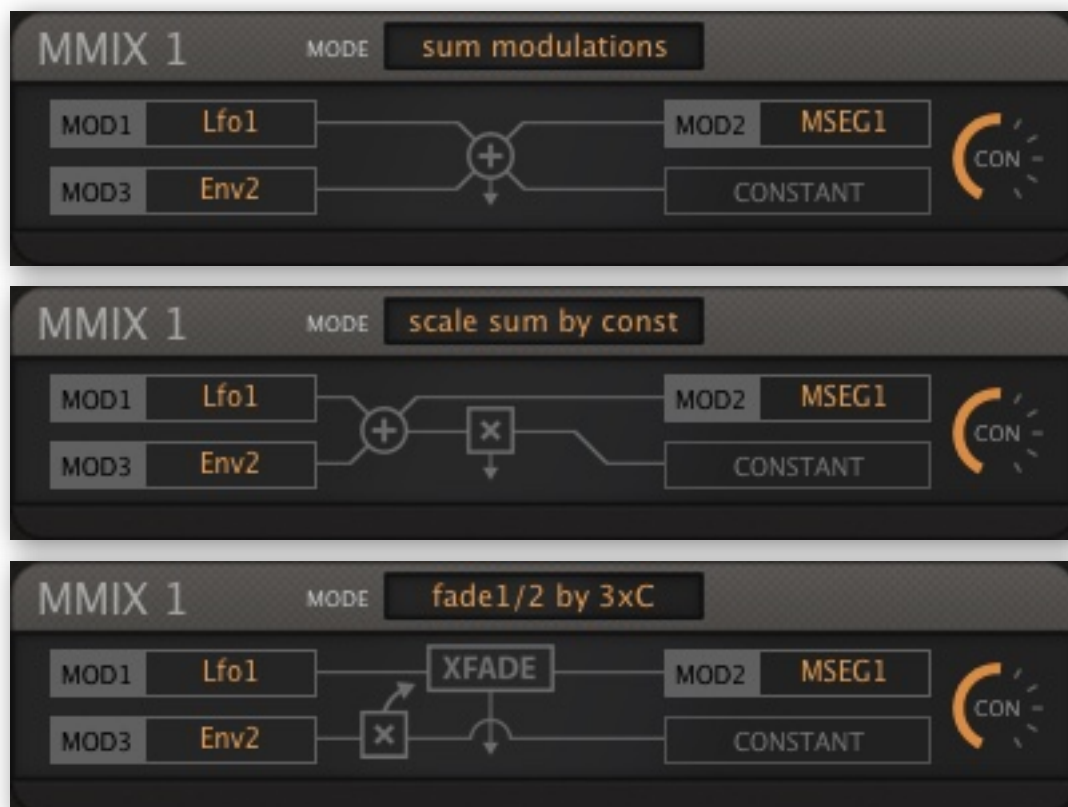 MMIX 1 MODE sum modulations
MOD1 Lfo1 MOD2 MSEG1
MOD3 Env2 CONSTANT CON
MMIX 1 MODE scale sum by const
MOD1 Lfo1 MOD2 MSEG1
MOD3 Env2 CONSTANT CON
MMIX 1 MODE fade1/2 by 3xC
MOD1 Lfo1 XFADE MOD2 MSEG1
MOD3 Env2 CONSTANT CON